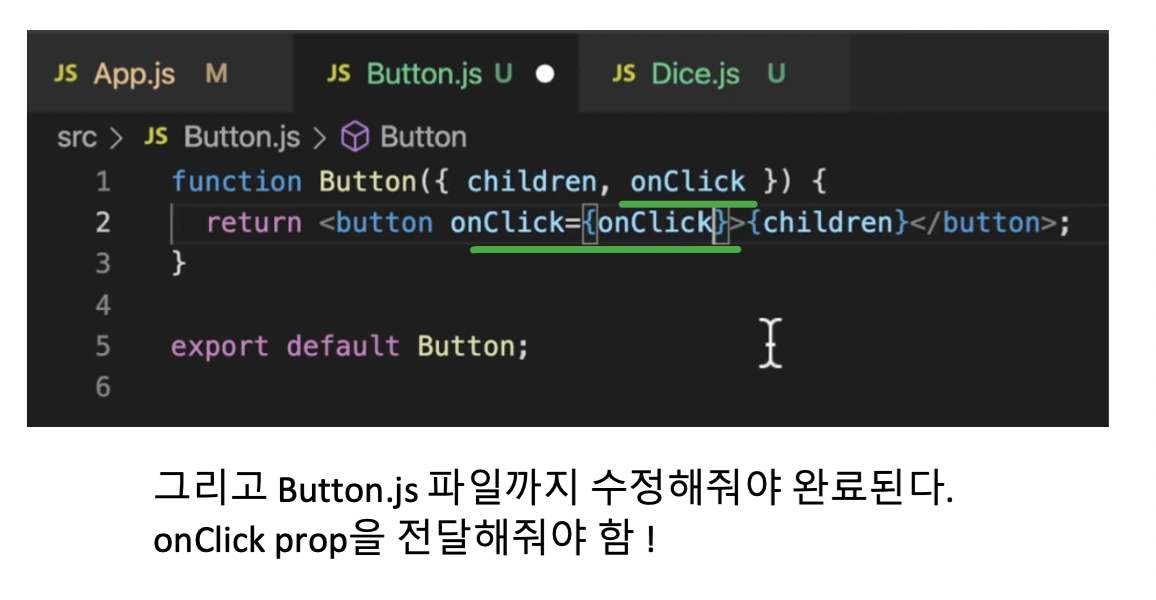 JS App.js M JS Button.js U JS Dice.js U
src > JS Button.js > Button
1 function Button({ children, onClick }) {
2 return <button onClick={onClick}>{children}</button>;
3 }
4
5 export default Button;
6
그리고 Button.js 파일까지 수정해줘야 완료된다.
onClick prop을 전달해줘야 함 !